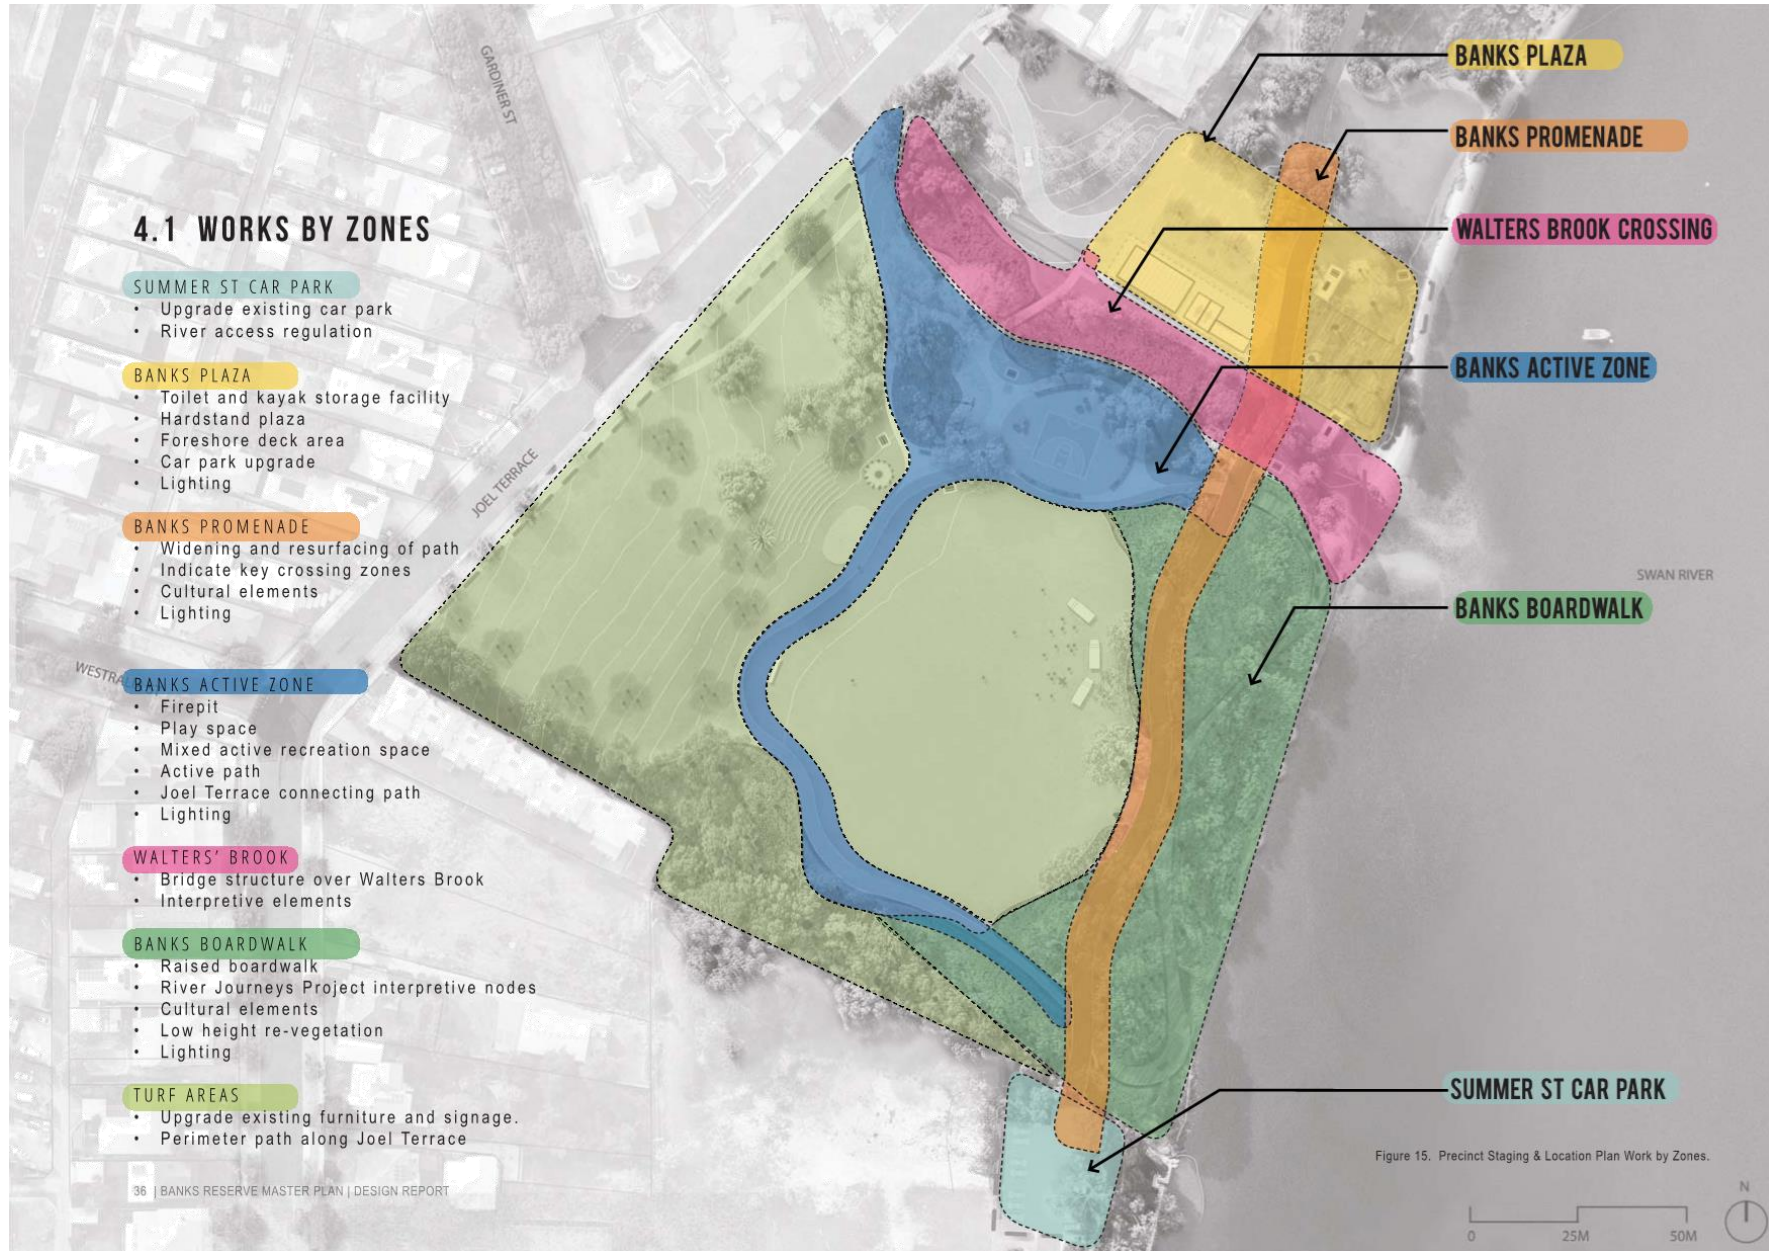 GARDINER ST
BANKS PLAZA
BANKS PROMENADE
WALTERS BROOK CROSSING
BANKS ACTIVE ZONE
BANKS BOARDWALK
SUMMER ST CAR PARK
SWAN RIVER
JOEL TERRACE
4.1 WORKS BY ZONES
SUMMER ST CAR PARK
• Upgrade existing car park
• River access regulation
BANKS PLAZA
• Toilet and kayak storage facility
• Hardstand plaza
• Foreshore deck area
• Car park upgrade
• Lighting
BANKS PROMENADE
• Widening and resurfacing of path
• Indicate key crossing zones
• Cultural elements
• Lighting
BANKS ACTIVE ZONE
• Firepit
• Play space
• Mixed active recreation space
• Active path
• Joel Terrace connecting path
• Lighting
WALTERS' BROOK
• Bridge structure over Walters Brook
• Interpretive elements
BANKS BOARDWALK
• Raised boardwalk
• River Journeys Project interpretive nodes
• Cultural elements
• Low height re-vegetation
• Lighting
TURF AREAS
• Upgrade existing furniture and signage.
• Perimeter path along Joel Terrace
36 | BANKS RESERVE MASTER PLAN | DESIGN REPORT
Figure 15. Precinct Staging & Location Plan Work by Zones.
N
0 25M 50M